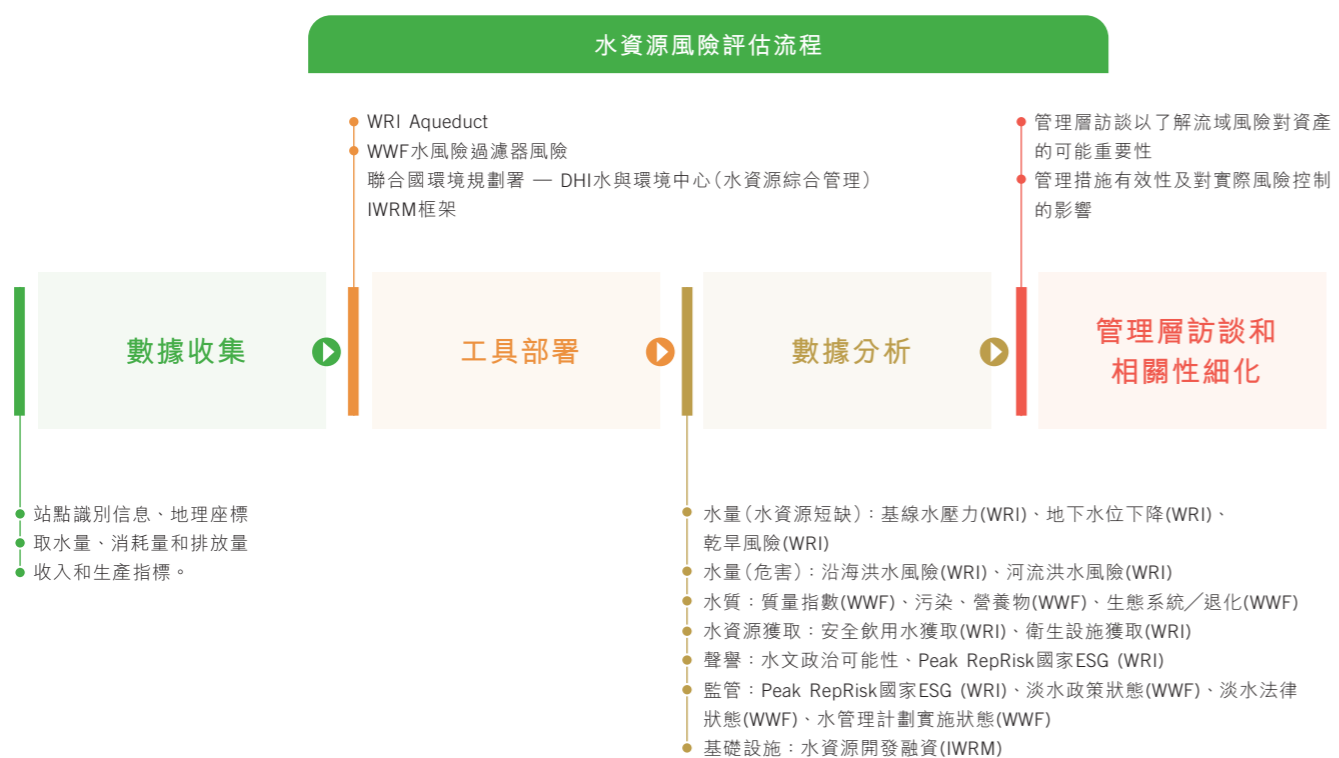 水資源風險評估流程
WRI Aqueduct
WWF水風險過濾器風險
聯合國環境規劃署 — DHI水與環境中心(水資源綜合管理)
IWRM框架
管理層訪談以了解流域風險對資產
的可能重要性
管理措施有效性及對實際風險控制
的影響
數據收集
工具部署
數據分析
管理層訪談和
相關性細化
站點識別信息、地理座標
取水量、消耗量和排放量
收入和生產指標。
水量(水資源短缺):基線水壓力(WRI)、地下水位下降(WRI)、
乾旱風險(WRI)
水量(危害):沿海洪水風險(WRI)、河流洪水風險(WRI)
水質:質量指數(WWF)、污染、營養物(WWF)、生態系統╱退化(WWF)
水資源獲取:安全飲用水獲取(WRI)、衛生設施獲取(WRI)
聲譽:水文政治可能性、Peak RepRisk國家ESG (WRI)
監管:Peak RepRisk國家ESG (WRI)、淡水政策狀態(WWF)、淡水法律
狀態(WWF)、水管理計劃實施狀態(WWF)
基礎設施:水資源開發融資(IWRM)